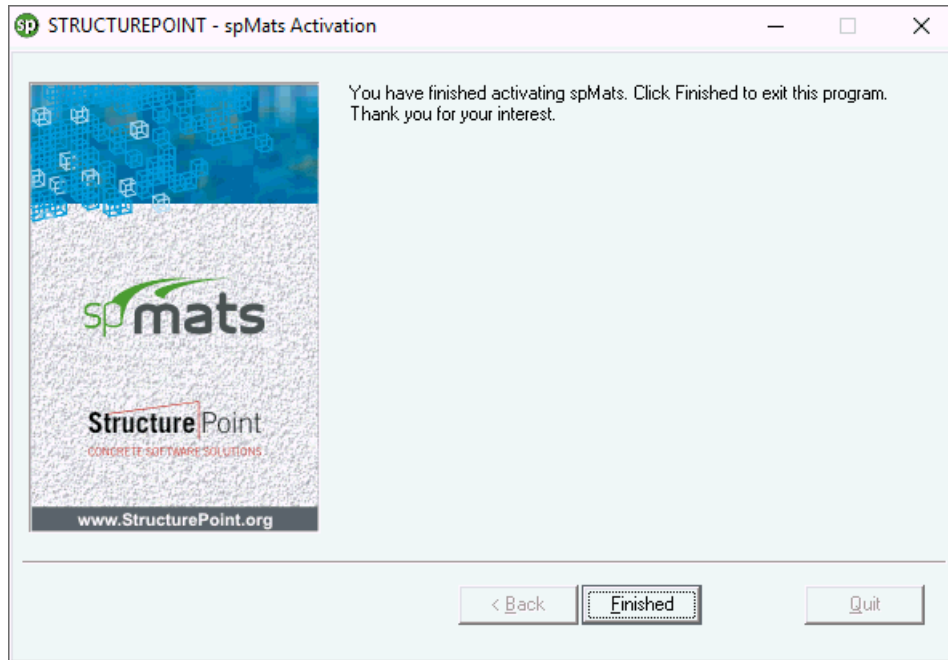 STRUCTUREPOINT - spMats Activation
You have finished activating spMats. Click Finished to exit this program.
Thank you for your interest.
spmats
StructurePoint
CONCRETE SOFTWARE SOLUTIONS
www.StructurePoint.org
< Back
Finished
Quit